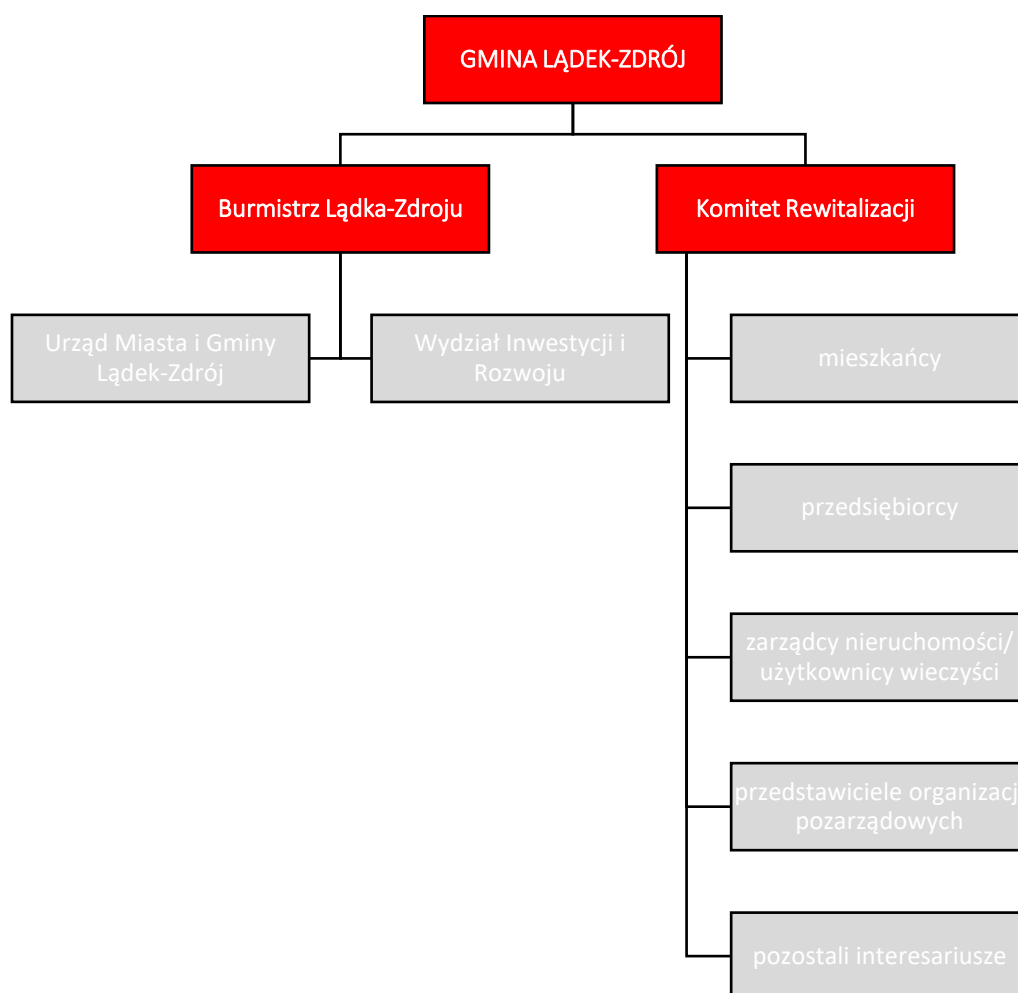 GMINA LĄDEK-ZDRÓJ
Burmistrz Lądka-Zdroju
Komitet Rewitalizacji
Urząd Miasta i Gminy
Lądek-Zdrój
Wydział Inwestycji i
Rozwoju
mieszkańcy
przedsiębiorcy
zarządcy nieruchomości/
użytkownicy wieczyści
przedstawiciele organizacji
pozarządowych
pozostali interesariusze